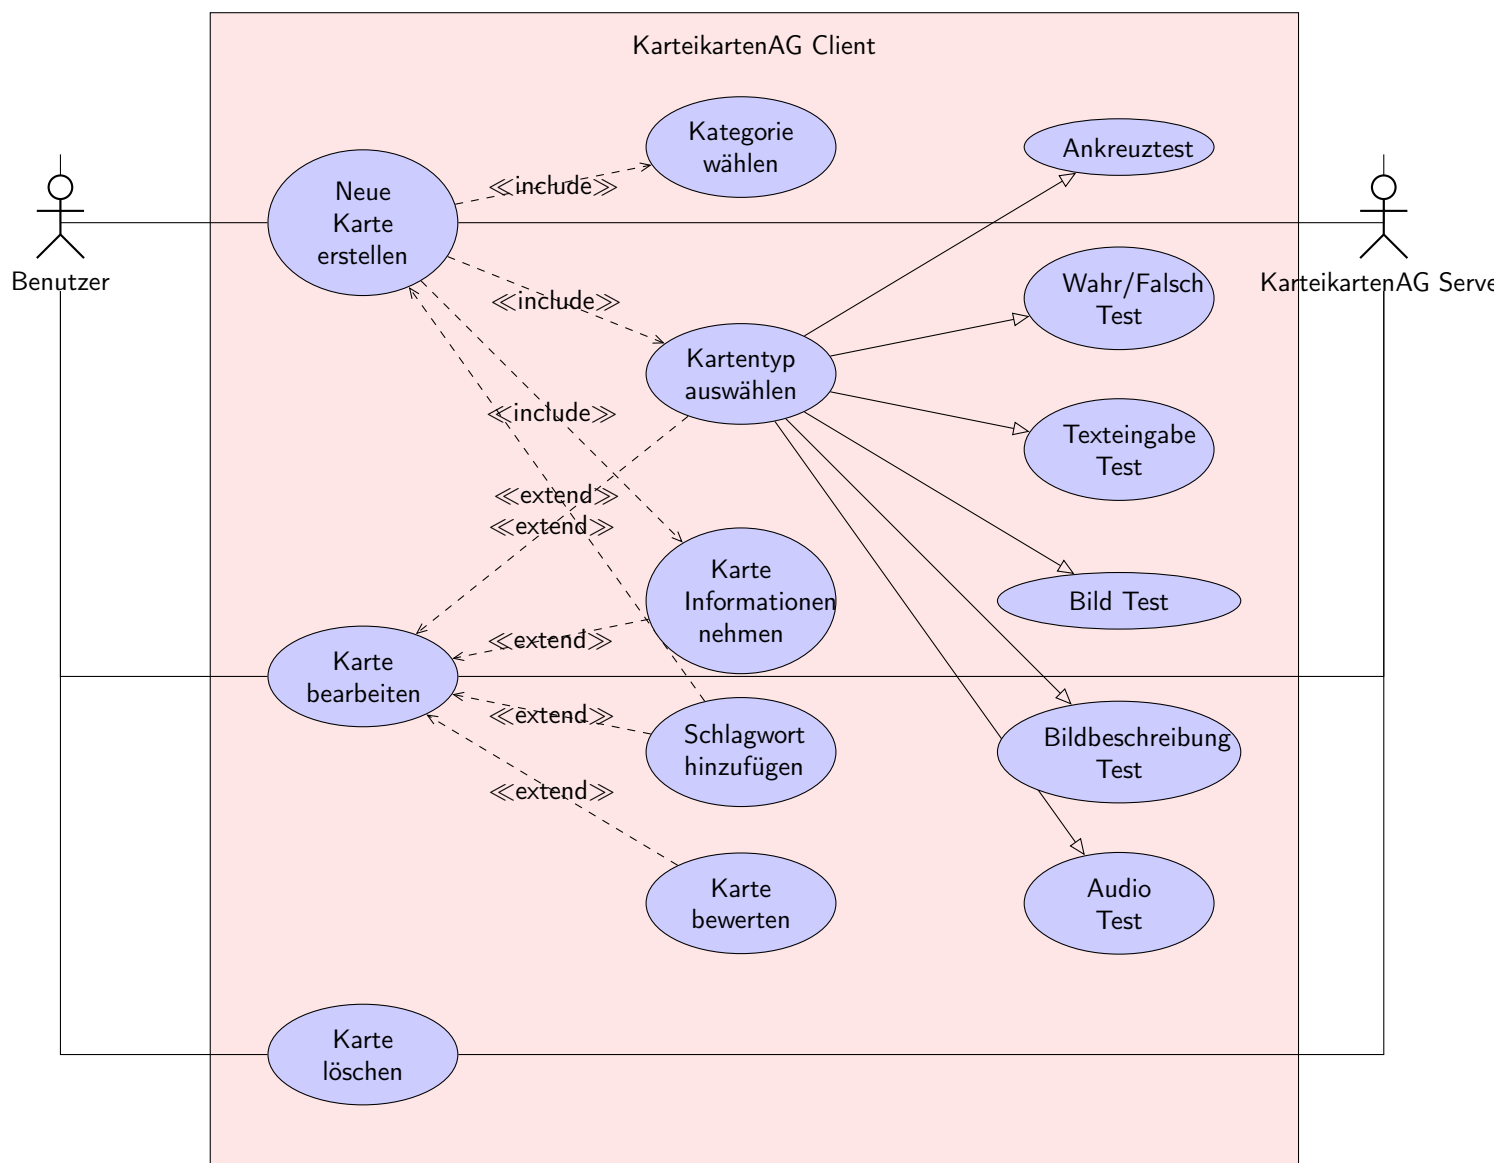 KarteikartenAG Client
Kategorie
wählen
Ankreuztest
Neue
Karte
erstellen
≪include≫
Benutzer
KarteikartenAG Serve
Wahr/Falsch
Test
≪include≫
Kartentyp
auswählen
≪include≫
Texteingabe
Test
≪extend≫
≪extend≫
Karte
Informationen
nehmen
Bild Test
≪extend≫
Karte
bearbeiten
≪extend≫
Schlagwort
hinzufügen
Bildbeschreibung
Test
≪extend≫
Karte
bewerten
Audio
Test
Karte
löschen